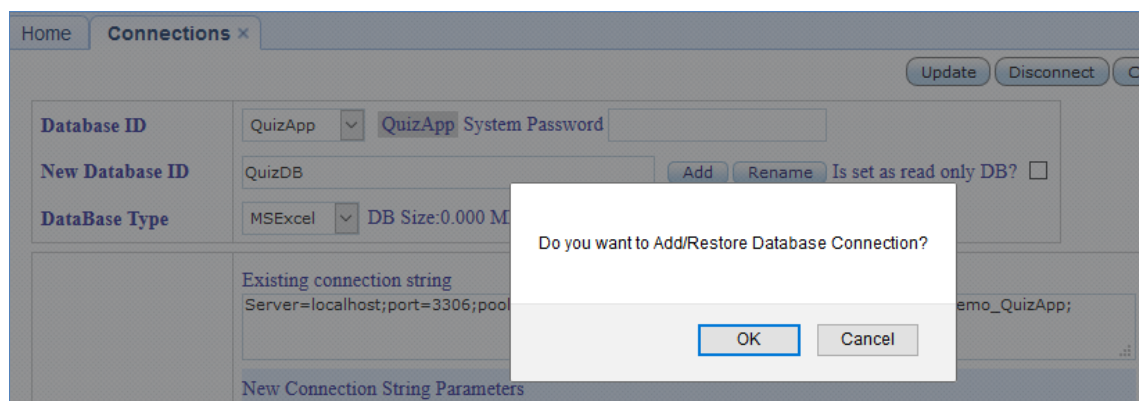 Home Connections ×
Update Disconnect
Database ID QuizApp QuizApp System Password
New Database ID QuizDB Add Rename Is set as read only DB?
DataBase Type MSExcel DB Size:0.000
Do you want to Add/Restore Database Connection?
Existing connection string
Server=localhost;port=3306;pool emo_QuizApp;
OK Cancel
New Connection String Parameters